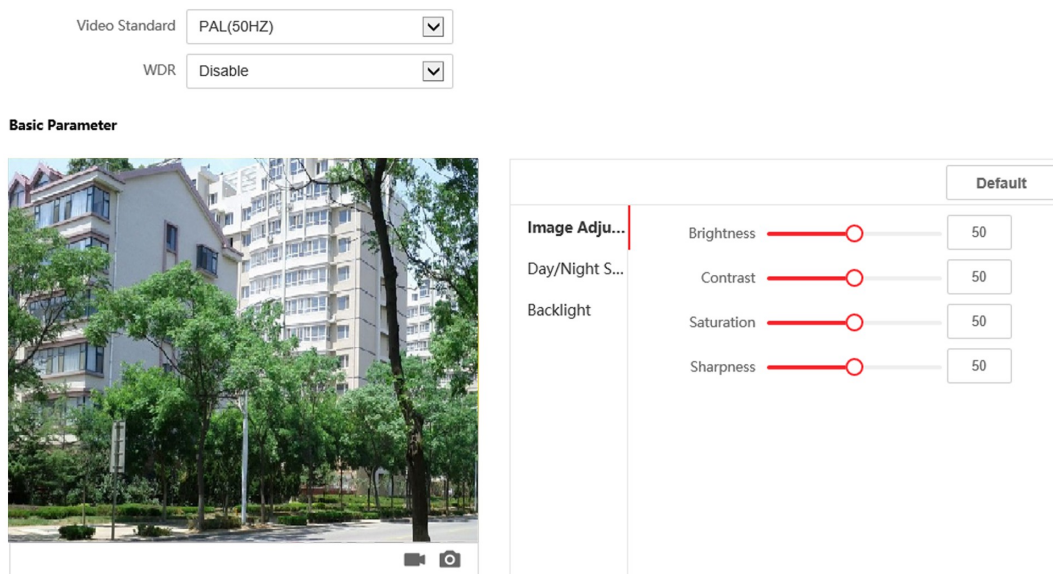 Video Standard PAL(50HZ)
WDR Disable
Basic Parameter
Default
Image Adju...
Day/Night S...
Backlight
Brightness 50
Contrast 50
Saturation 50
Sharpness 50